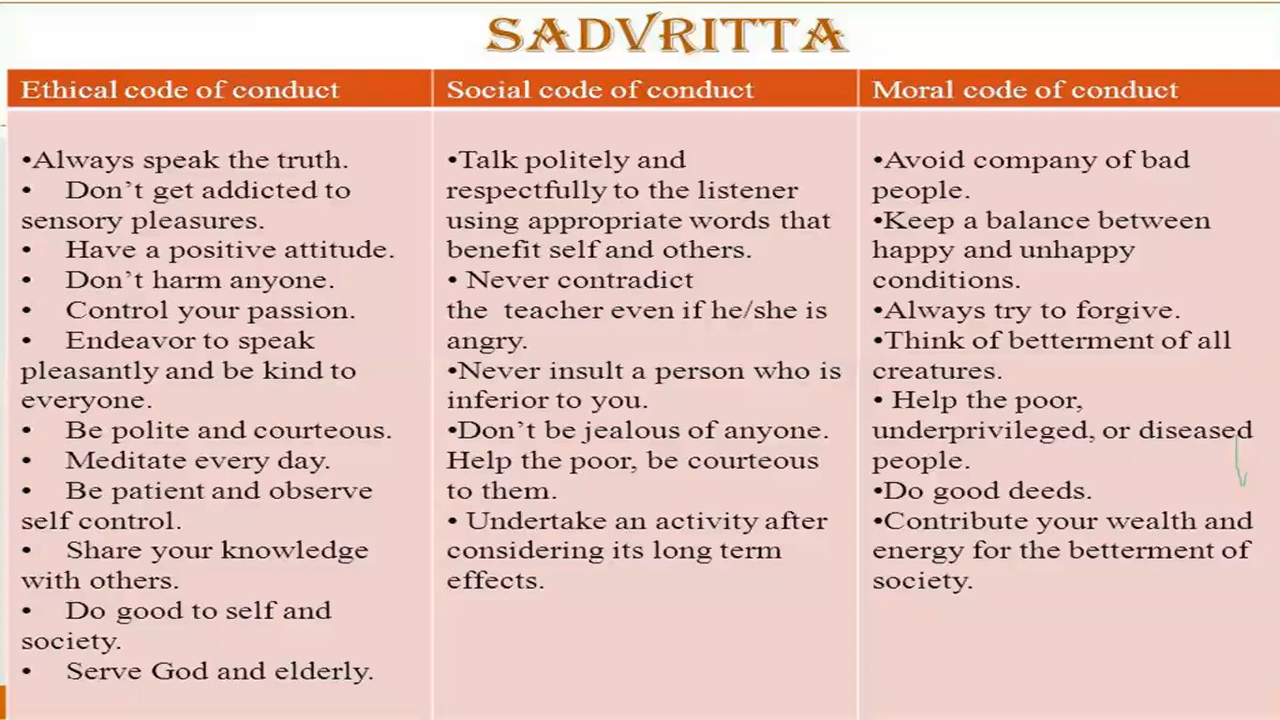 SADVRITTA
Ethical code of conduct
•Always speak the truth.
• Don't get addicted to
sensory pleasures.
• Have a positive attitude.
• Don't harm anyone.
• Control your passion.
• Endeavor to speak
pleasantly and be kind to
everyone.
• Be polite and courteous.
• Meditate every day.
• Be patient and observe
self control.
• Share your knowledge
with others.
• Do good to self and
society.
• Serve God and elderly.
Social code of conduct
•Talk politely and
respectfully to the listener
using appropriate words that
benefit self and others.
• Never contradict
the teacher even if he/she is
angry.
•Never insult a person who is
inferior to you.
•Don't be jealous of anyone.
Help the poor, be courteous
to them.
• Undertake an activity after
considering its long term
effects.
Moral code of conduct
•Avoid company of bad
people.
•Keep a balance between
happy and unhappy
conditions.
•Always try to forgive.
•Think of betterment of all
creatures.
• Help the poor,
underprivileged, or diseased
people.
•Do good deeds.
•Contribute your wealth and
energy for the betterment of
society.